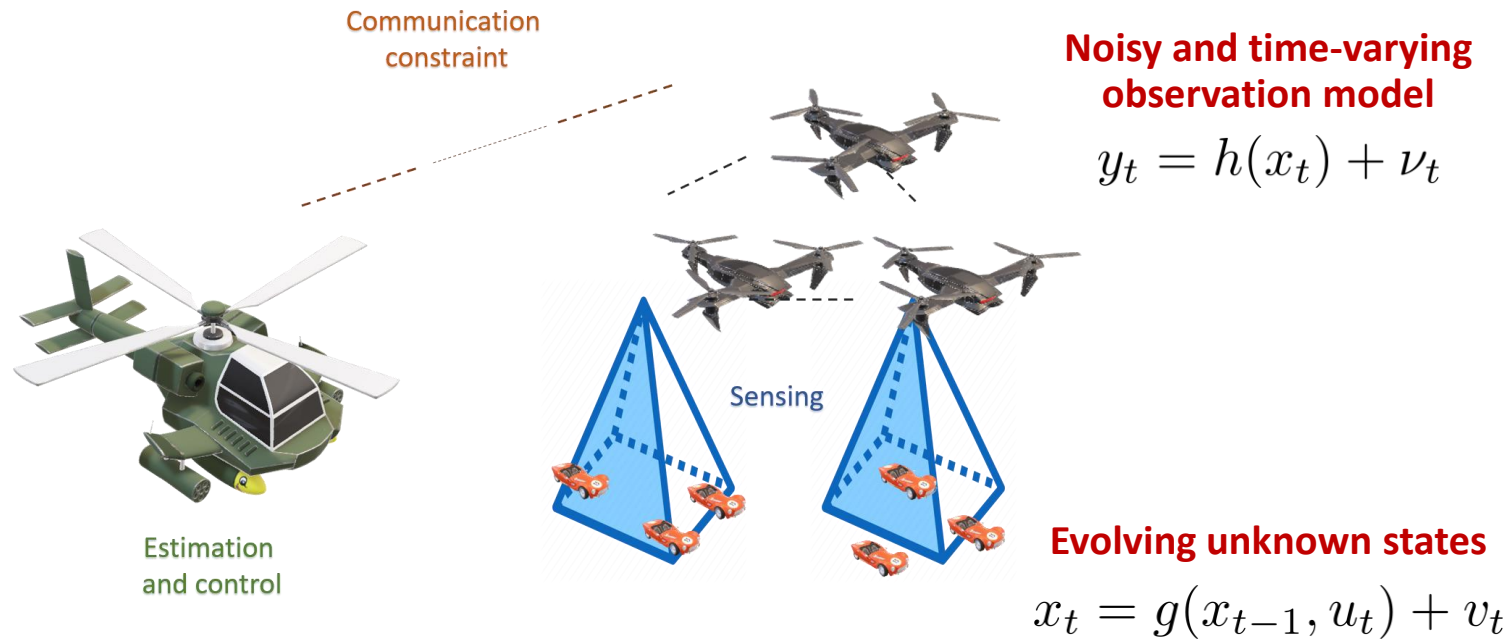 Communication
constraint
Noisy and time-varying
observation model
y_t = h(x_t) + ν_t
Sensing
Estimation
and control
Evolving unknown states
x_t = g(x_{t-1}, u_t) + v_t